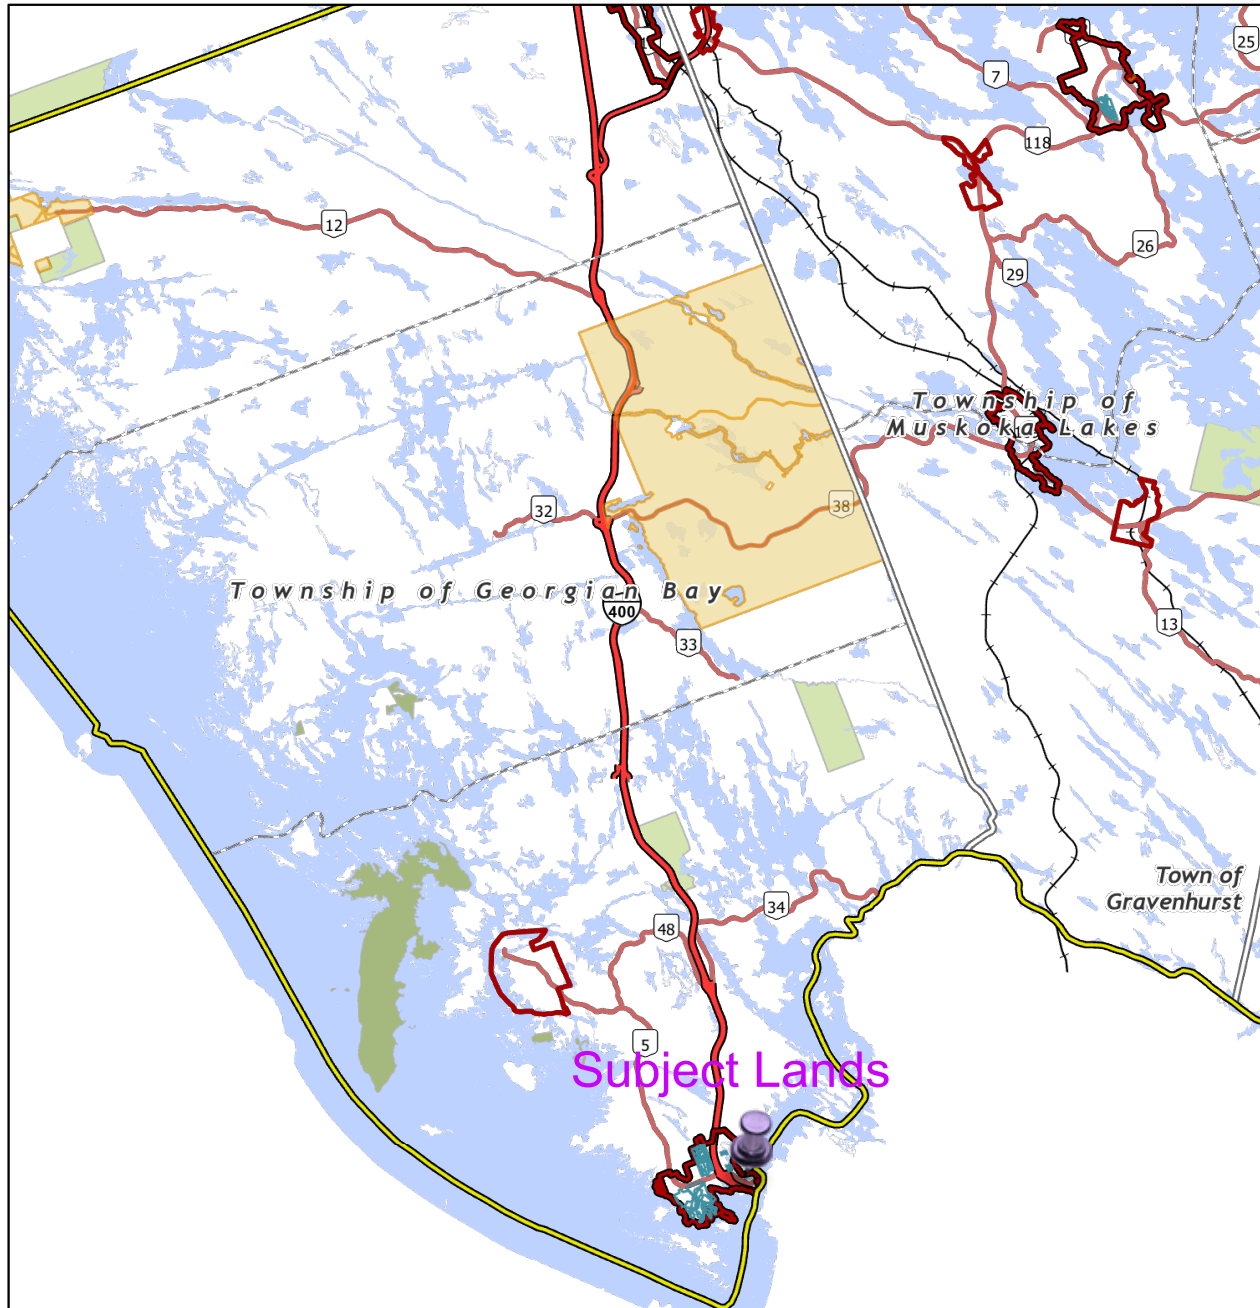 25
7
118
12
26
29
Township of
Muskoka Lakes
38
32
Township of Georgian Bay
400
33
13
Town of
Gravenhurst
34
48
5
Subject Lands